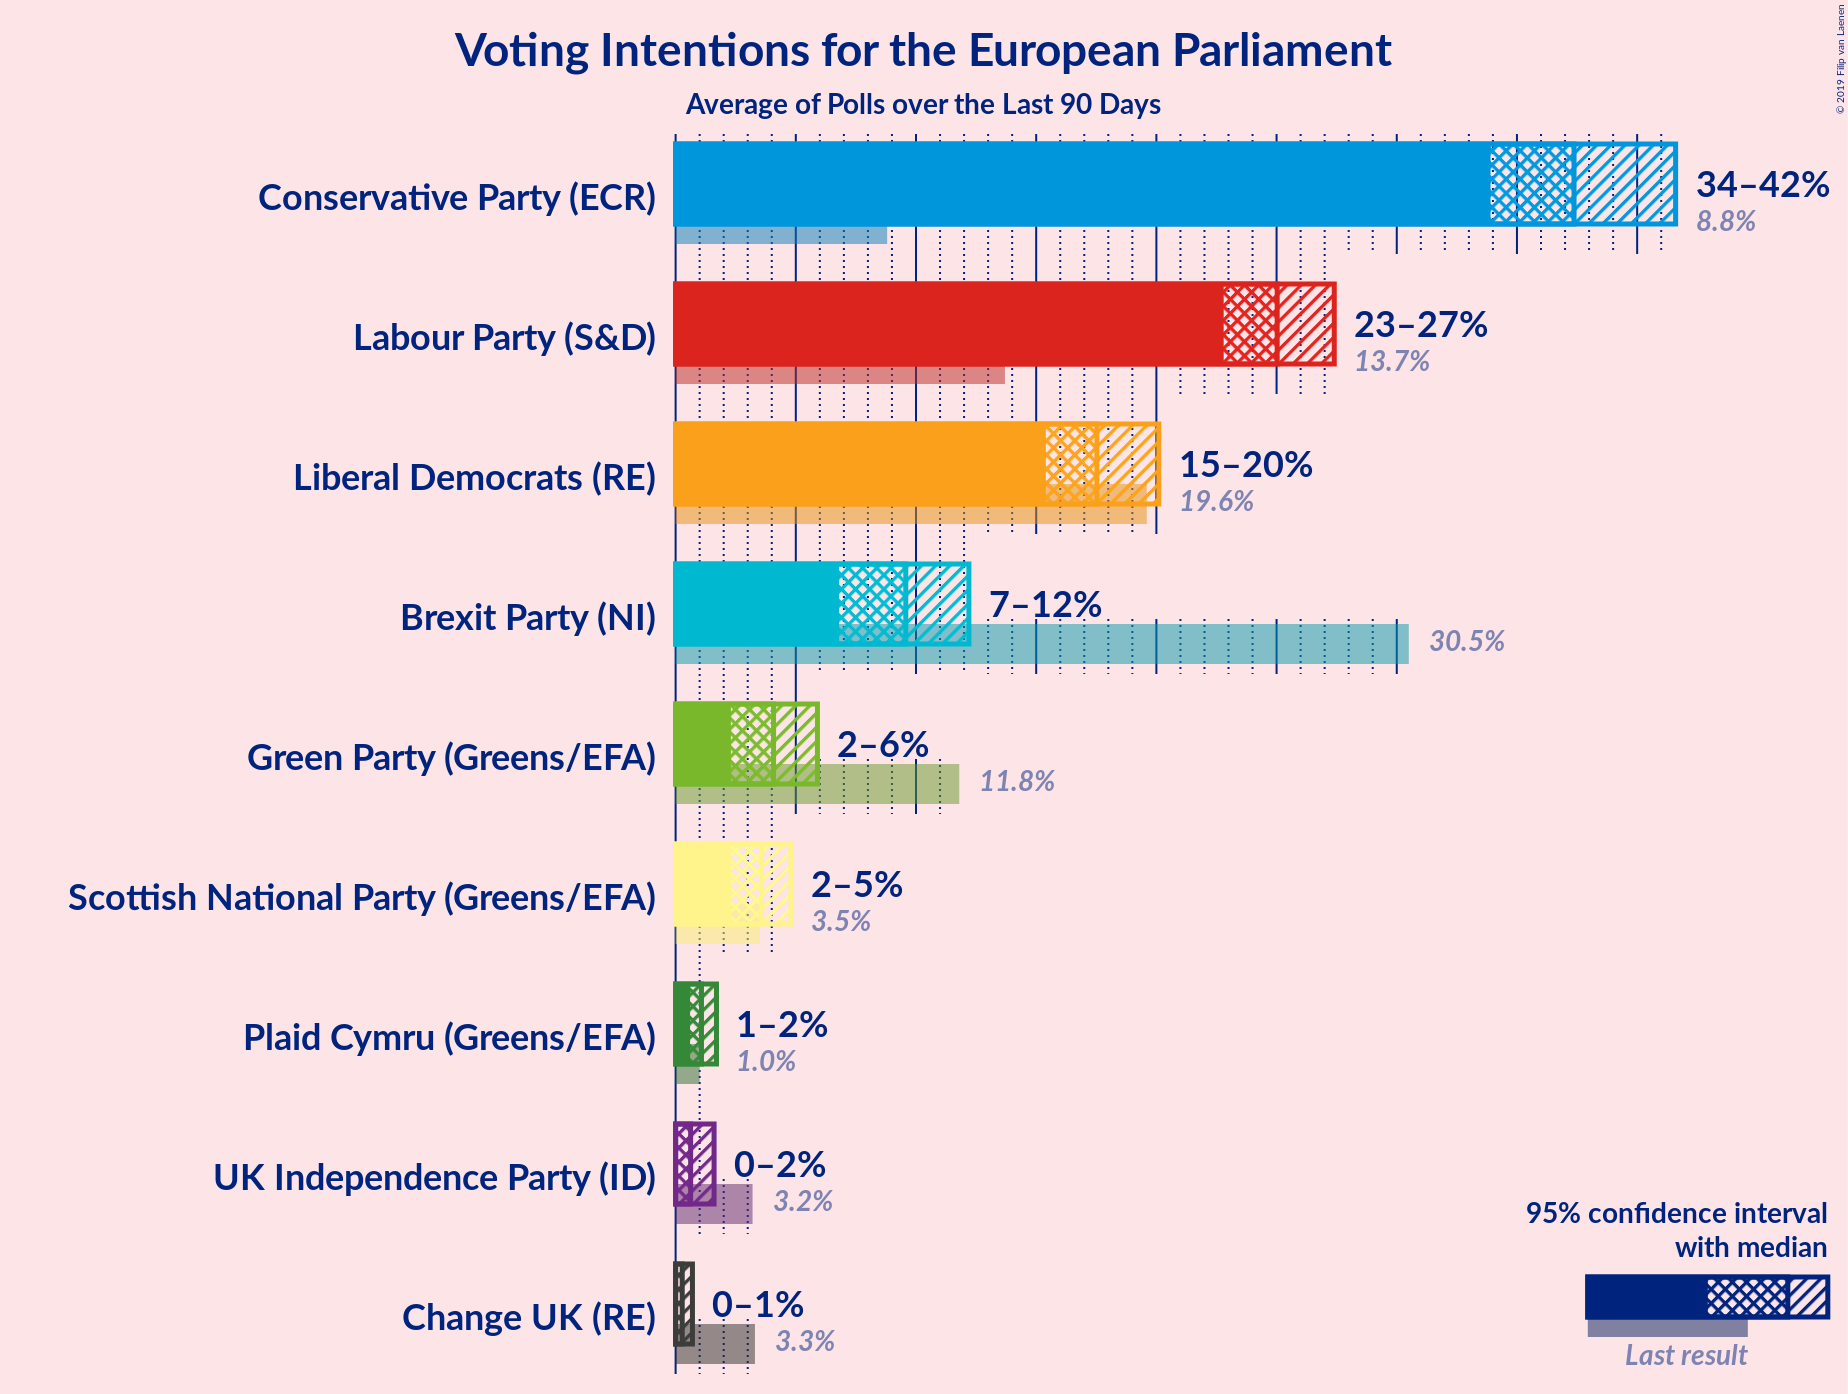 Voting Intentions for the European Parliament
Average of Polls over the Last 90 Days
© 2019 Filip van Laenen
Conservative Party (ECR)
34–42%
8.8%
Labour Party (S&D)
23–27%
13.7%
Liberal Democrats (RE)
15–20%
19.6%
Brexit Party (NI)
7–12%
30.5%
Green Party (Greens/EFA)
2–6%
11.8%
Scottish National Party (Greens/EFA)
2–5%
3.5%
Plaid Cymru (Greens/EFA)
1–2%
1.0%
UK Independence Party (ID)
0–2%
3.2%
Change UK (RE)
0–1%
3.3%
95% confidence interval
with median
Last result